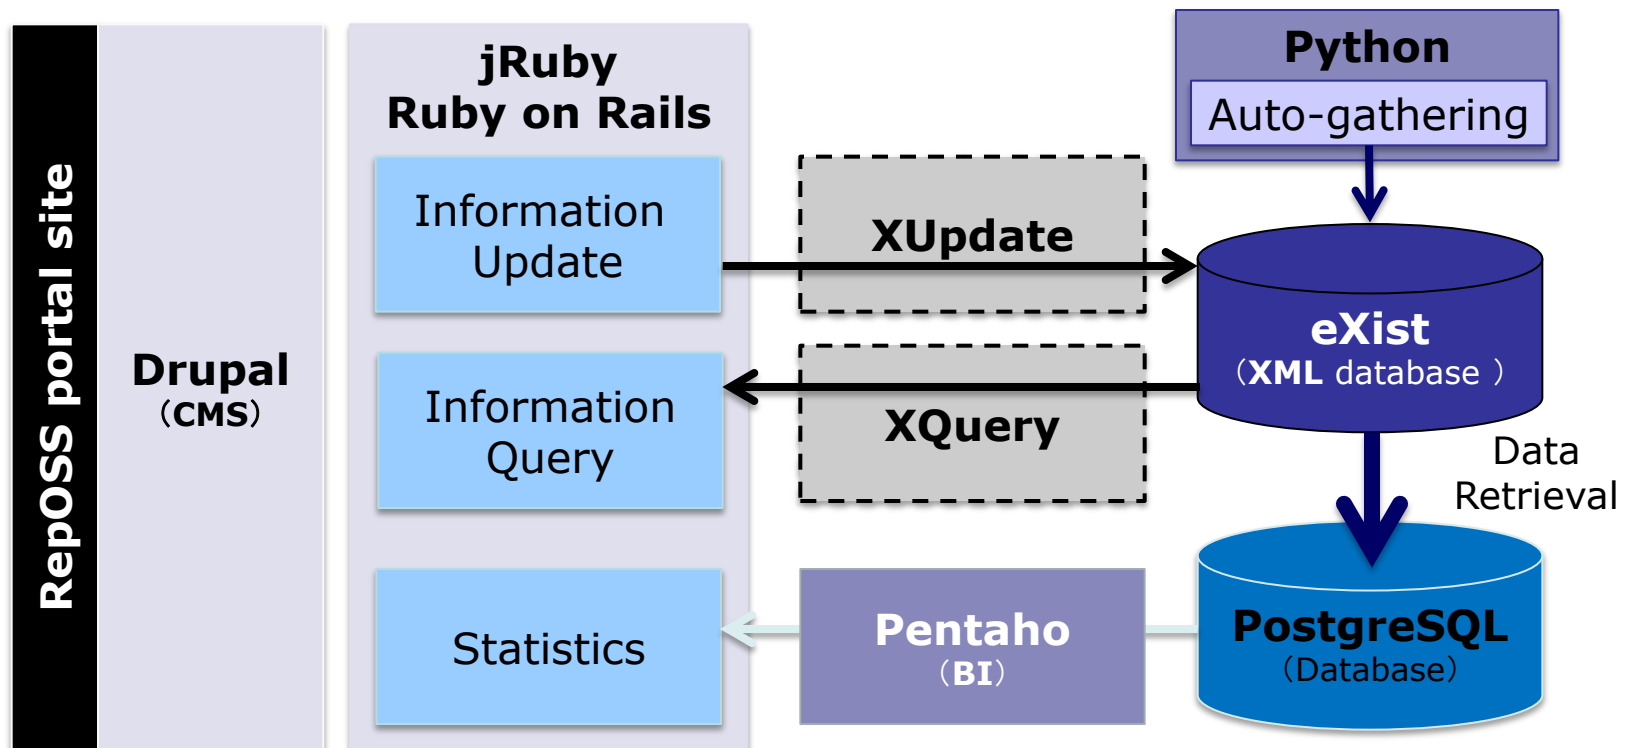 RepOSS portal site
Drupal
（CMS）
jRuby
Ruby on Rails
Information
Update
Information
Query
Statistics
XUpdate
XQuery
Pentaho
（BI）
Python
Auto-gathering
eXist
（XML database ）
Data
Retrieval
PostgreSQL
（Database）